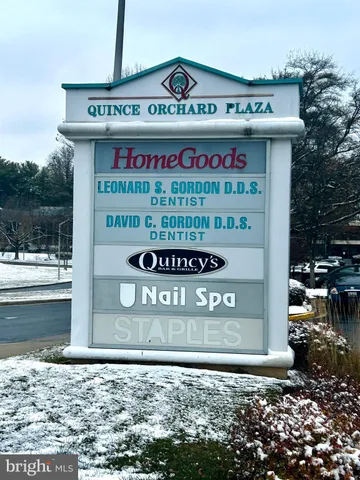 QUINCE ORCHARD PLAZA
HomeGoods
LEONARD S. GORDON D.D.S.
DENTIST
DAVID C. GORDON D.D.S.
DENTIST
Quincy's
BAR & GRILLE
U Nail Spa
STAPLES
bright MLS